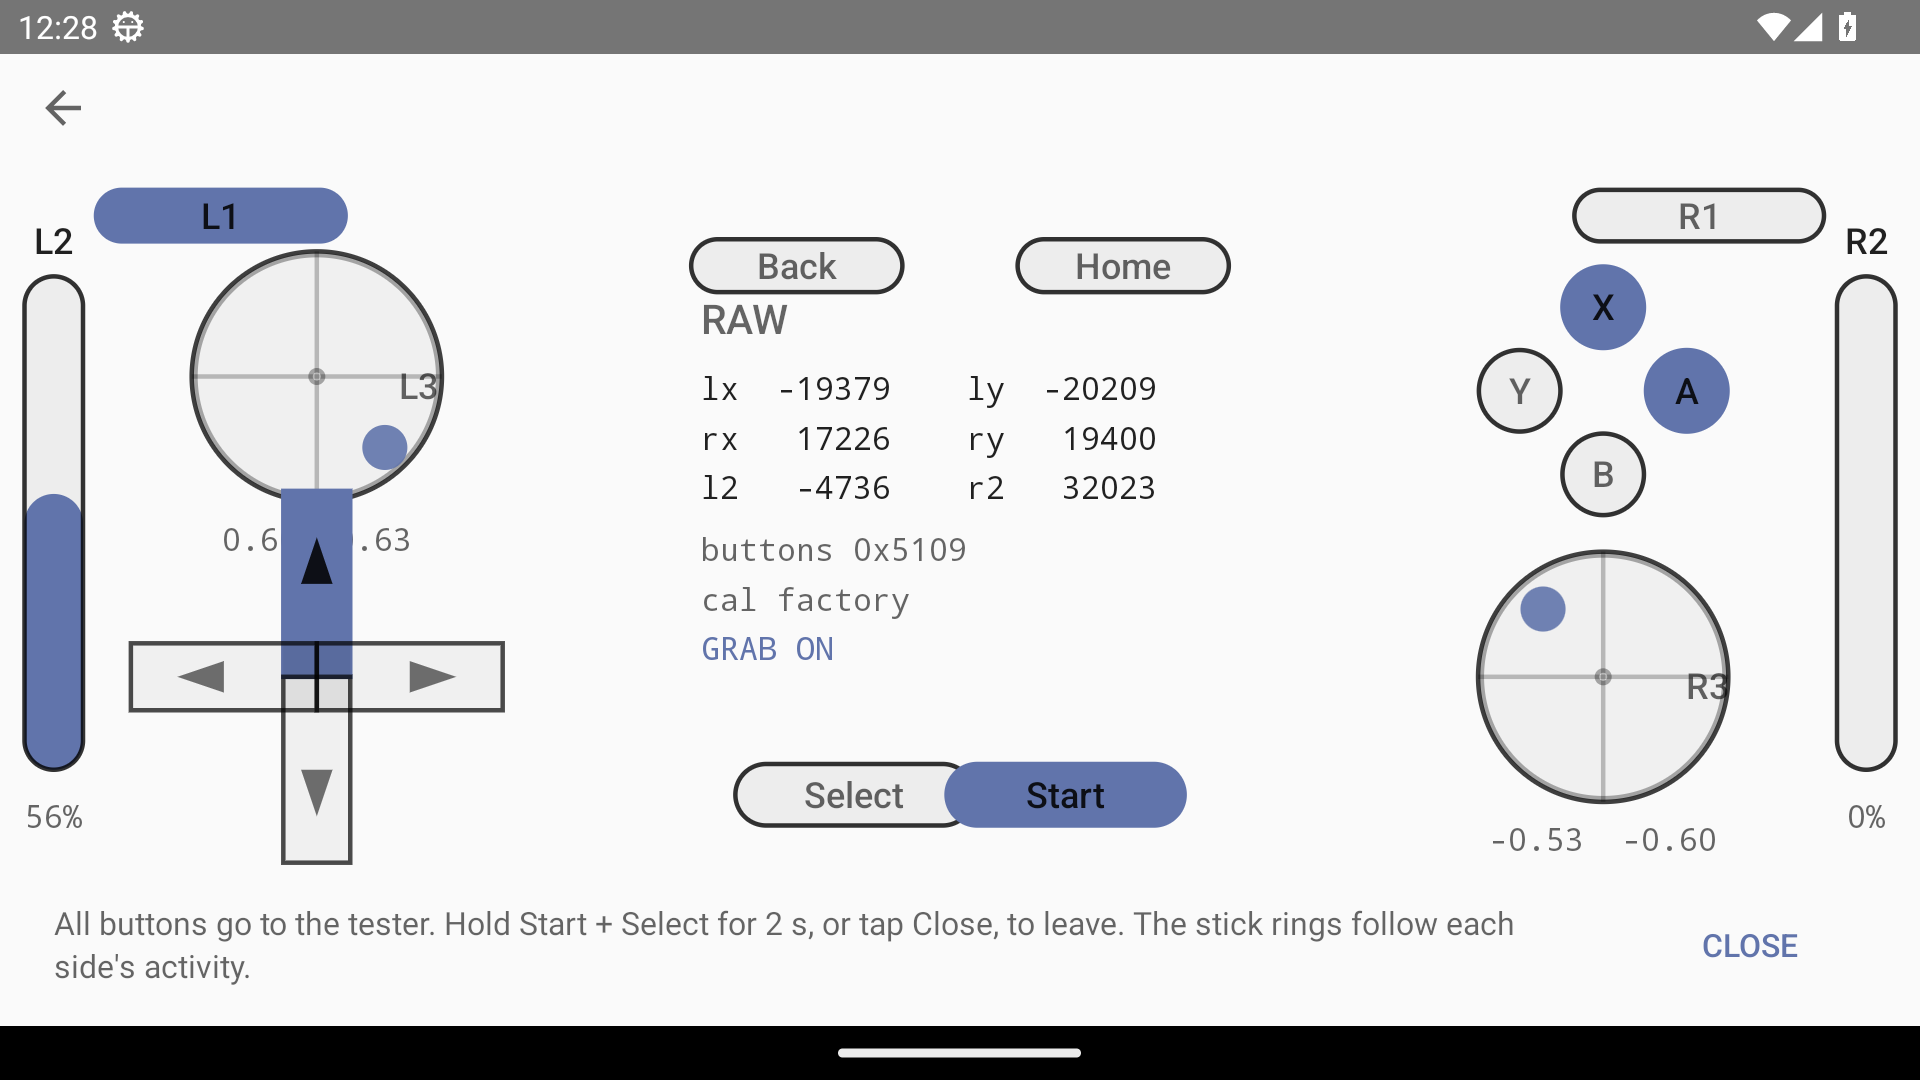 12:28
L1
R1
L2
R2
Back
Home
X
RAW
L3
Y
A
lx -19379 ly -20209
rx 17226 ry 19400
B
l2 -4736 r2 32023
0.6 .63
buttons 0x5109
cal factory
GRAB ON
R3
Select
Start
56%
0%
-0.53 -0.60
All buttons go to the tester. Hold Start + Select for 2 s, or tap Close, to leave. The stick rings follow each
side's activity.
CLOSE